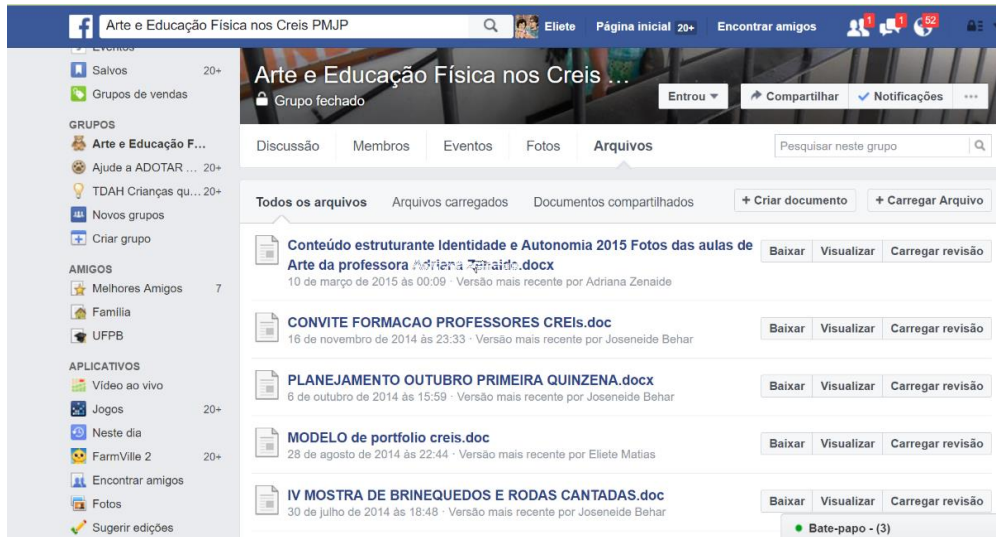 Arte e Educação Física nos Creis PMJP
Eliete
Página inicial 20+
Encontrar amigos
1
1
52
Eventos
Salvos 20+
Grupos de vendas
GRUPOS
Arte e Educação F...
Ajude a ADOTAR ... 20+
TDAH Crianças qu... 20+
Novos grupos
Criar grupo
AMIGOS
Melhores Amigos 7
Família
UFPB
APLICATIVOS
Vídeo ao vivo
Jogos 20+
Neste dia
FarmVille 2 20+
Encontrar amigos
Fotos
Sugerir edições
Arte e Educação Física nos Creis ...
Grupo fechado
Entrou
Compartilhar
Notificações
Discussão Membros Eventos Fotos Arquivos
Pesquisar neste grupo
Todos os arquivos Arquivos carregados Documentos compartilhados
+ Criar documento
+ Carregar Arquivo
Conteúdo estruturante Identidade e Autonomia 2015 Fotos das aulas de
Arte da professora Adriana Zenaide.docx
10 de março de 2015 às 00:09 · Versão mais recente por Adriana Zenaide
Baixar Visualizar Carregar revisão
CONVITE FORMACAO PROFESSORES CREIs.doc
16 de novembro de 2014 às 23:33 · Versão mais recente por Joseneide Behar
Baixar Visualizar Carregar revisão
PLANEJAMENTO OUTUBRO PRIMEIRA QUINZENA.docx
6 de outubro de 2014 às 15:59 · Versão mais recente por Joseneide Behar
Baixar Visualizar Carregar revisão
MODELO de portfolio creis.doc
28 de agosto de 2014 às 22:44 · Versão mais recente por Eliete Matias
Baixar Visualizar Carregar revisão
IV MOSTRA DE BRINEQUEDOS E RODAS CANTADAS.doc
30 de julho de 2014 às 18:48 · Versão mais recente por Joseneide Behar
Baixar Visualizar Carregar revisão
Bate-papo - (3)